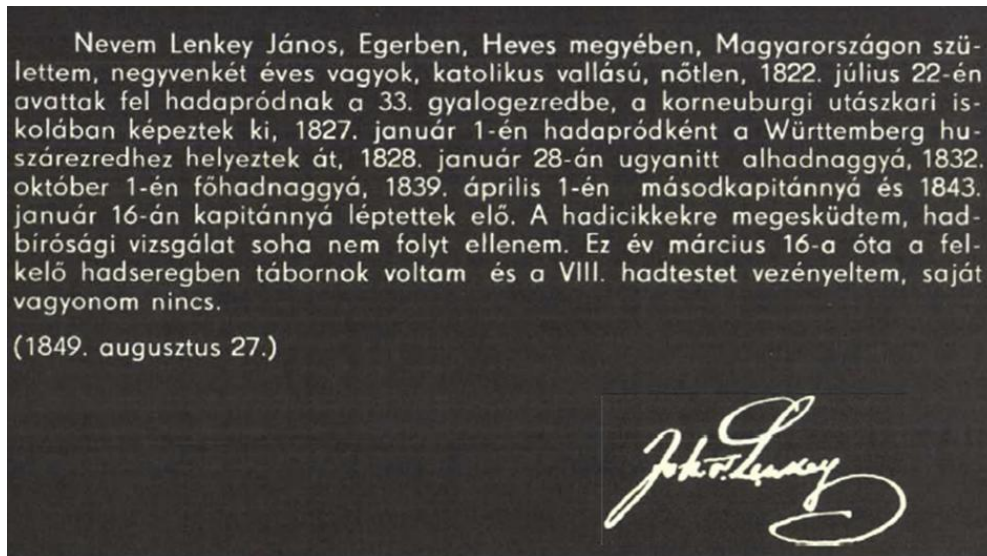 Nevem Lenkey János, Egerben, Heves megyében, Magyarországon szü-
lettem, negyvenkét éves vagyok, katolikus vallású, nőtlen, 1822. július 22-én
avattak fel hadapródnak a 33. gyalogezredbe, a korneuburgi utászkari is-
kolában képeztek ki, 1827. január 1-én hadapródként a Württemberg hu-
szárezredhez helyeztek át, 1828. január 28-án ugyanitt alhadnaggyá, 1832.
október 1-én főhadnaggyá, 1839. április 1-én másodkapitánnyá és 1843.
január 16-án kapitánnyá léptettek elő. A hadicikkekre megesküdtem, had-
bírósági vizsgálat soha nem folyt ellenem. Ez év március 16-a óta a fel-
kelő hadseregben tábornok voltam és a VIII. hadtestet vezényeltem, saját
vagyonom nincs.
(1849. augusztus 27.)
Joh v. Lenkey